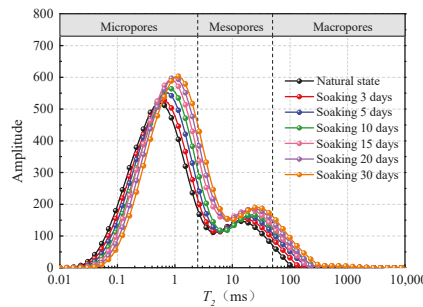 Micropores Mesopores Macropores
800
700
600
500
400
300
200
100
0
Amplitude
Natural state
Soaking 3 days
Soaking 5 days
Soaking 10 days
Soaking 15 days
Soaking 20 days
Soaking 30 days
0.01 0.1 1 10 100 1000 10,000
T2 (ms)